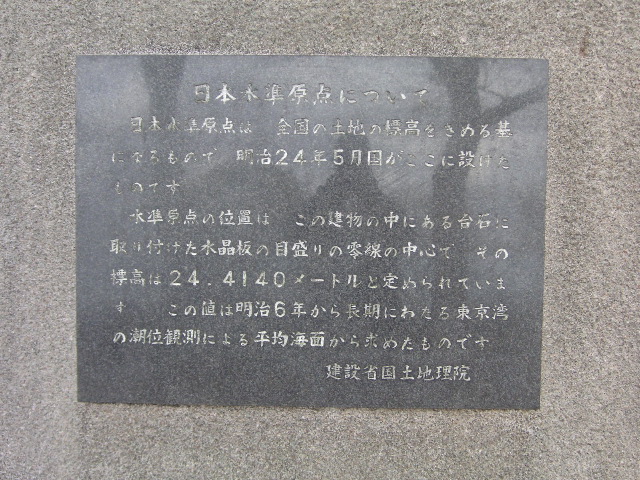 日本水準原点について
日本水準原点は 全国の土地の標高をきめる基
になるもので 明治24年5月国がここに設けた
ものです
水準原点の位置は この建物の中にある台石に
取り付けた水晶板の目盛りの零線の中心で その
標高は24.4140メートルと定められていま
す この値は明治6年から長期にわたる東京湾
の潮位観測による平均海面から求めたものです
建設省国土地理院